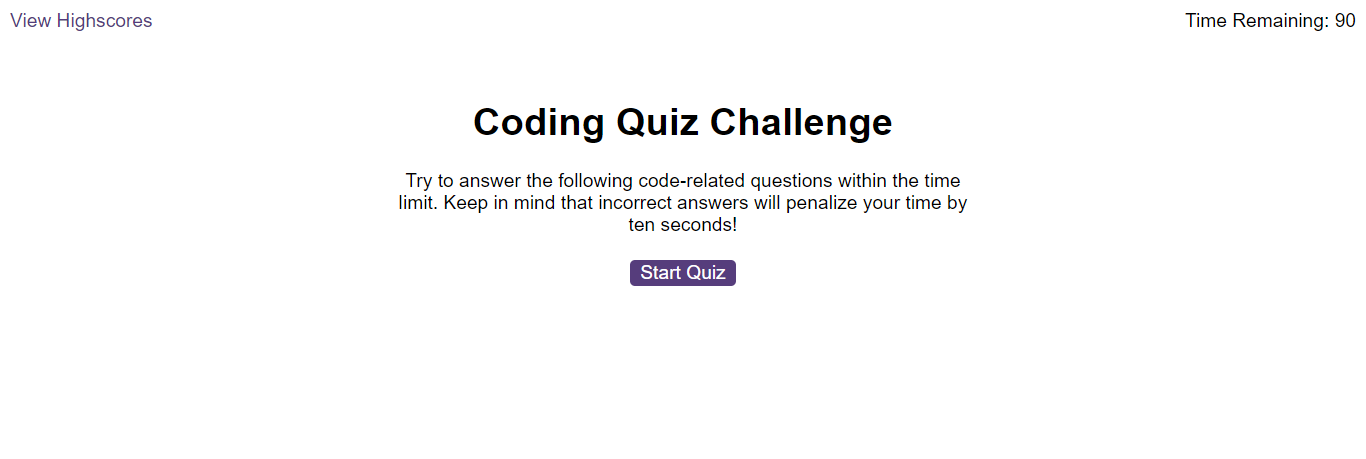 View Highscores
Time Remaining: 90
Coding Quiz Challenge
Try to answer the following code-related questions within the time
limit. Keep in mind that incorrect answers will penalize your time by
ten seconds!
Start Quiz